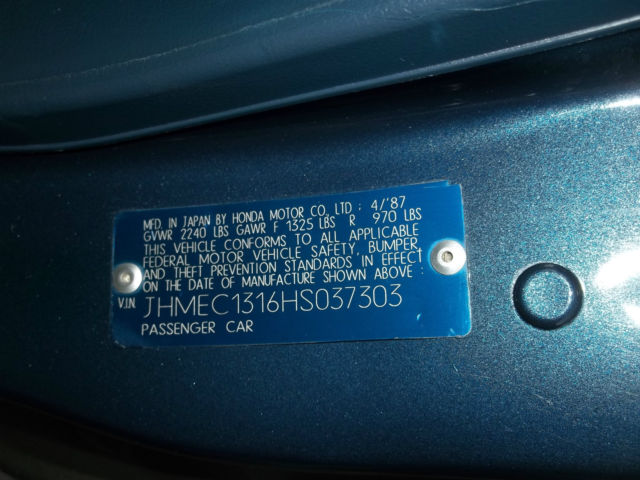 MFD. IN JAPAN BY HONDA MOTOR CO., LTD : 4/'87
GVWR 2240 LBS GAWR F 1325 LBS R 970 LBS
THIS VEHICLE CONFORMS TO ALL APPLICABLE
FEDERAL MOTOR VEHICLE SAFETY, BUMPER,
AND THEFT PREVENTION STANDARDS IN EFFECT
ON THE DATE OF MANUFACTURE SHOWN ABOVE :
V.I.N. JHMEC1316HS037303
PASSENGER CAR